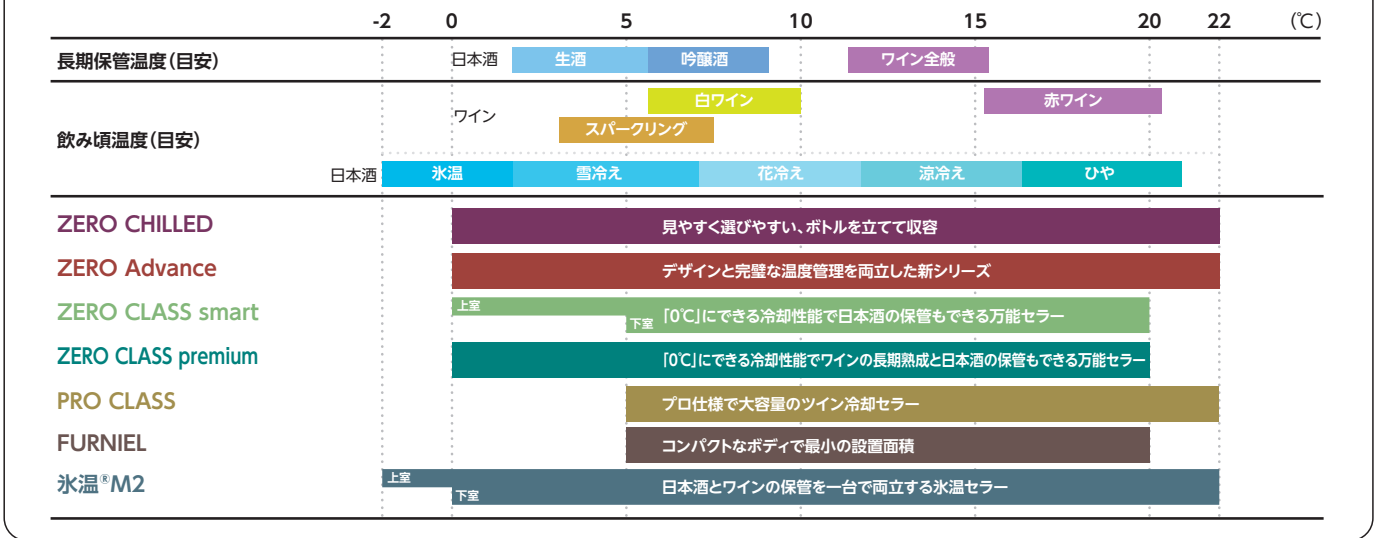 -2 0 5 10 15 20 22 (℃)
長期保管温度(目安) 日本酒 生酒 吟醸酒 ワイン全般
飲み頃温度(目安)
ワイン 白ワイン 赤ワイン
スパークリング
日本酒 氷温 雪冷え 花冷え 涼冷え ひや
ZERO CHILLED 見やすく選びやすい、ボトルを立てて収容
ZERO Advance デザインと完璧な温度管理を両立した新シリーズ
ZERO CLASS smart 上室 下室 「0℃」にできる冷却性能で日本酒の保管もできる万能セラー
ZERO CLASS premium 「0℃」にできる冷却性能でワインの長期熟成と日本酒の保管もできる万能セラー
PRO CLASS プロ仕様で大容量のツイン冷却セラー
FURNIEL コンパクトなボディで最小の設置面積
氷温®M2 上室 下室 日本酒とワインの保管を一台で両立する氷温セラー